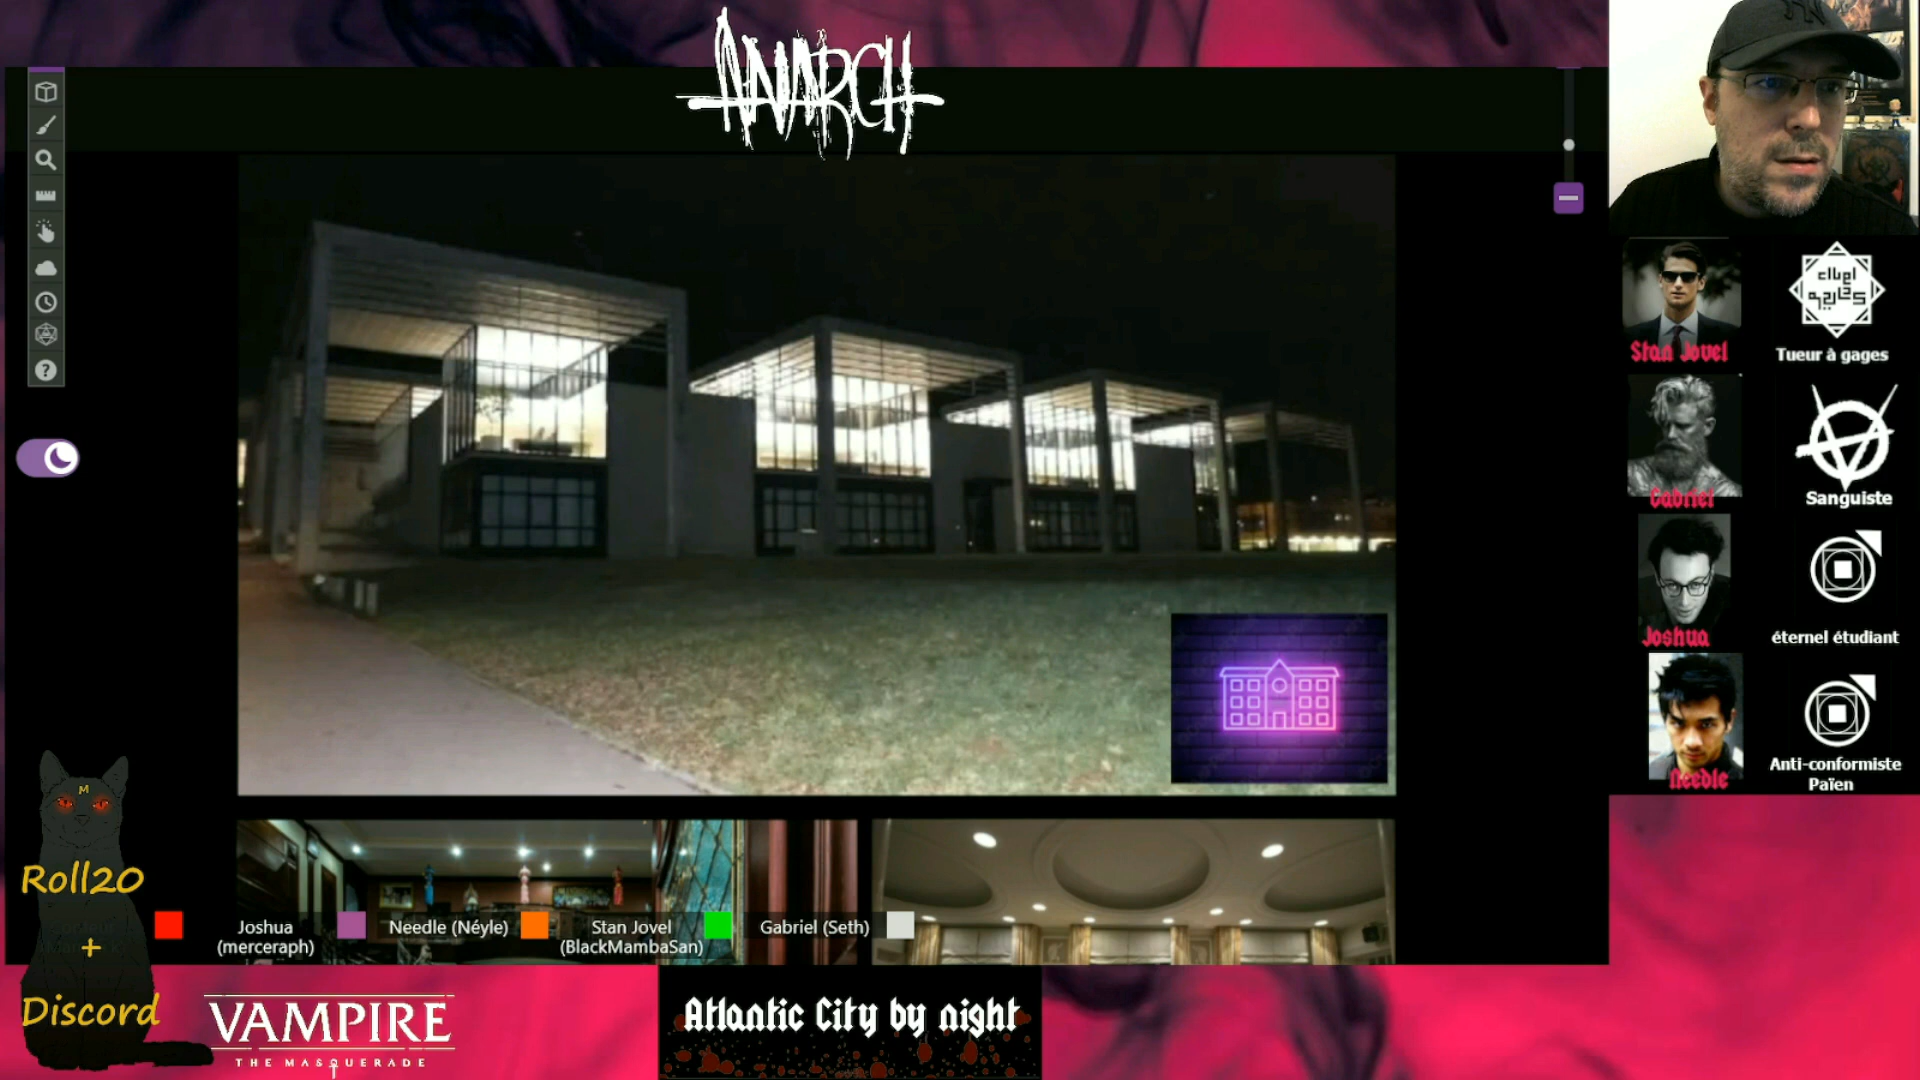 ANARCH
Stan Jovel
Tueur à gages
Gabriel
Sanguiste
Joshua
éternel étudiant
Needle
Anti-conformiste
Païen
M
Roll20
+
Discord
Joshua
(merceraph)
Needle (Néyle)
Stan Jovel
(BlackMambaSan)
Gabriel (Seth)
VAMPIRE
THE MASQUERADE
Atlantic City by night